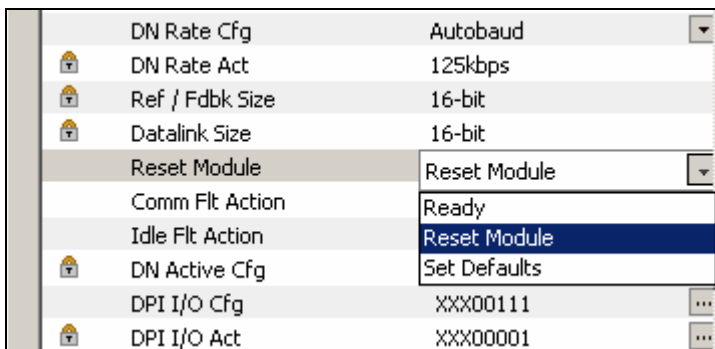 DN Rate Cfg Autobaud
DN Rate Act 125kbps
Ref / Fdbk Size 16-bit
Datalink Size 16-bit
Reset Module Reset Module
Comm Flt Action Ready
Idle Flt Action Reset Module
DN Active Cfg Set Defaults
DPI I/O Cfg XXX00111
DPI I/O Act XXX00001